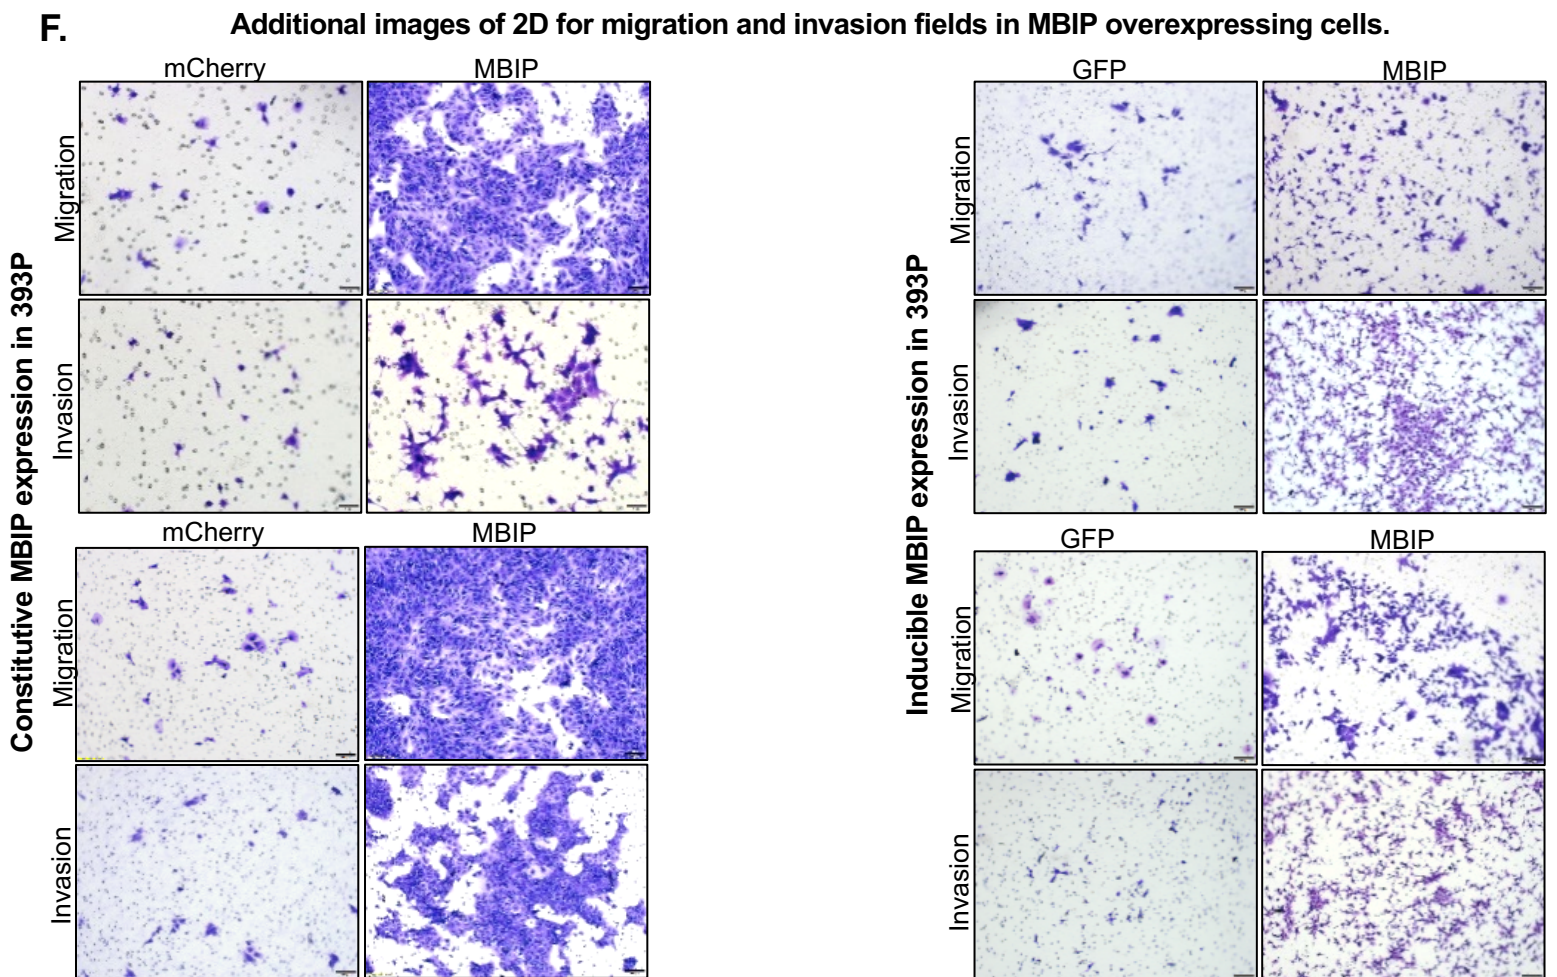 F.
Additional images of 2D for migration and invasion fields in MBIP overexpressing cells.
Constitutive MBIP expression in 393P
mCherry
MBIP
Migration
Invasion
mCherry
MBIP
Migration
Invasion
Inducible MBIP expression in 393P
GFP
MBIP
Migration
Invasion
GFP
MBIP
Migration
Invasion